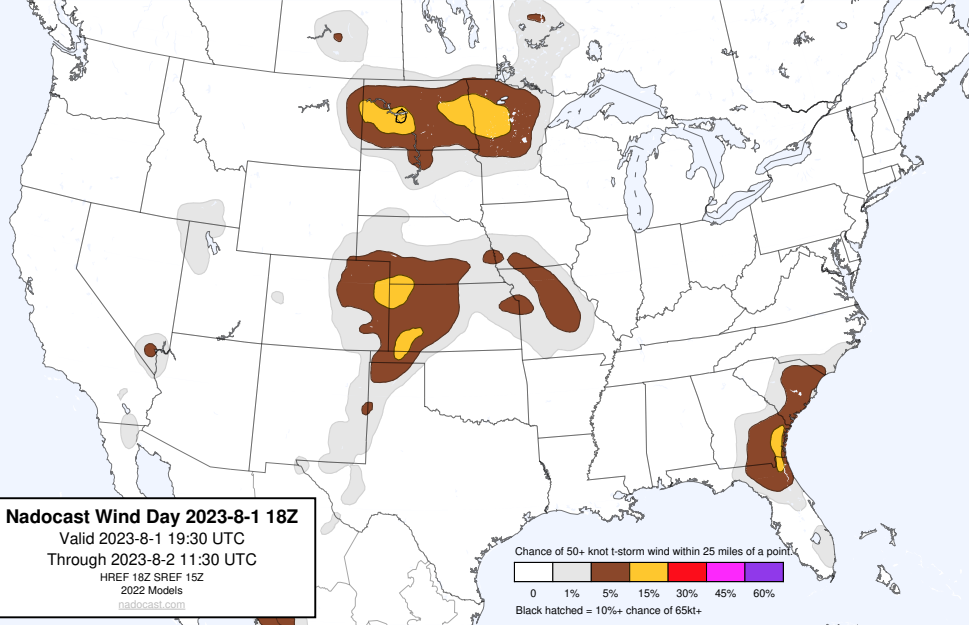 Nadocast Wind Day 2023-8-1 18Z
Valid 2023-8-1 19:30 UTC
Through 2023-8-2 11:30 UTC
HREF 18Z SREF 15Z
2022 Models
nadocast.com
Chance of 50+ knot t-storm wind within 25 miles of a point.
0 1% 5% 15% 30% 45% 60%
Black hatched = 10%+ chance of 65kt+